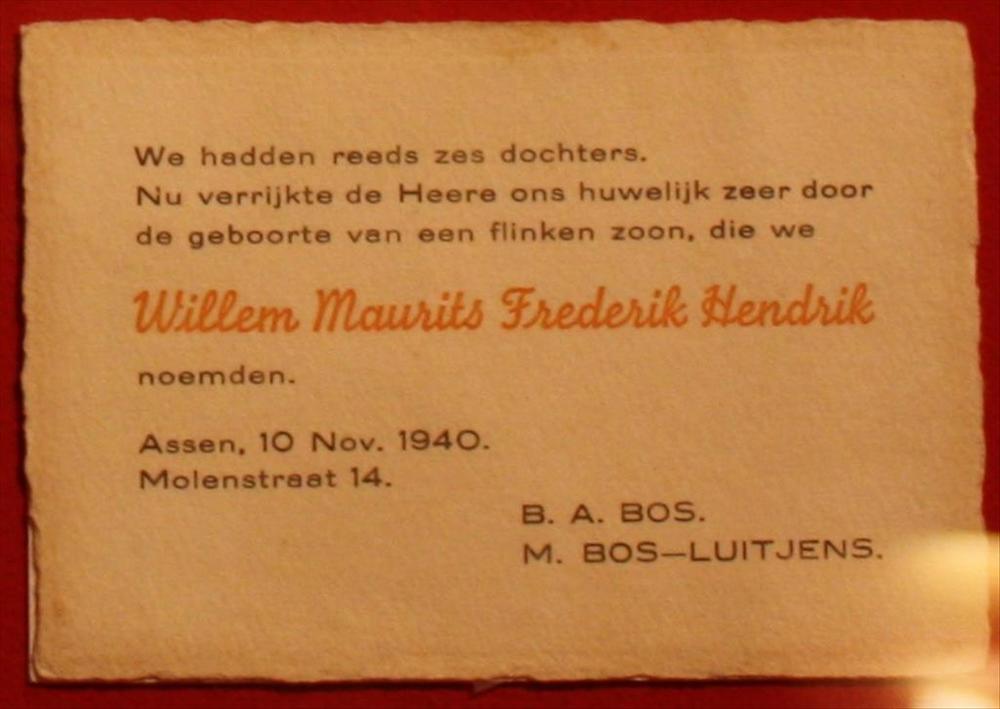 We hadden reeds zes dochters.
Nu verrijkte de Heere ons huwelijk zeer door
de geboorte van een flinken zoon, die we
Willem Maurits Frederik Hendrik
noemden.
Assen, 10 Nov. 1940.
Molenstraat 14.
B. A. BOS.
M. BOS—LUITJENS.